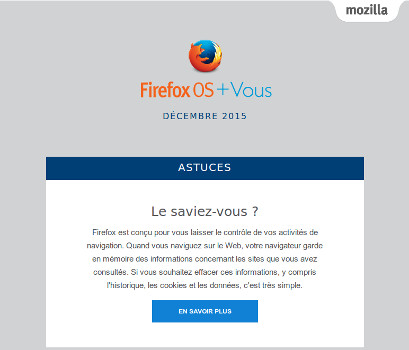 mozilla
Firefox OS + Vous
DÉCEMBRE 2015
ASTUCES
Le saviez-vous ?
Firefox est conçu pour vous laisser le contrôle de vos activités de
navigation. Quand vous naviguez sur le Web, votre navigateur garde
en mémoire des informations concernant les sites que vous avez
consultés. Si vous souhaitez effacer ces informations, y compris
l'historique, les cookies et les données, c'est très simple.
EN SAVOIR PLUS